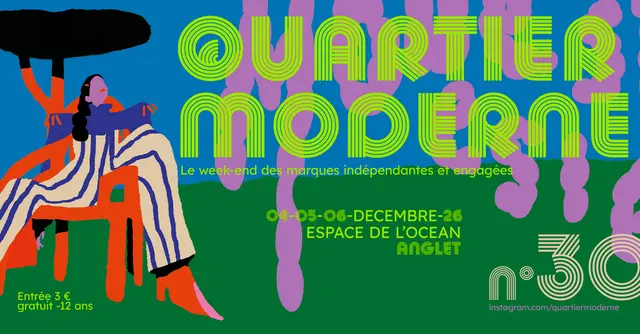 QUARTIER
MODERNE
Le week-end des marques indépendantes et engagées
04-05-06-DECEMBRE-26
ESPACE DE L'OCEAN
ANGLET
n°30
instagram.com/quartiermoderne
Entrée 3 €
gratuit -12 ans